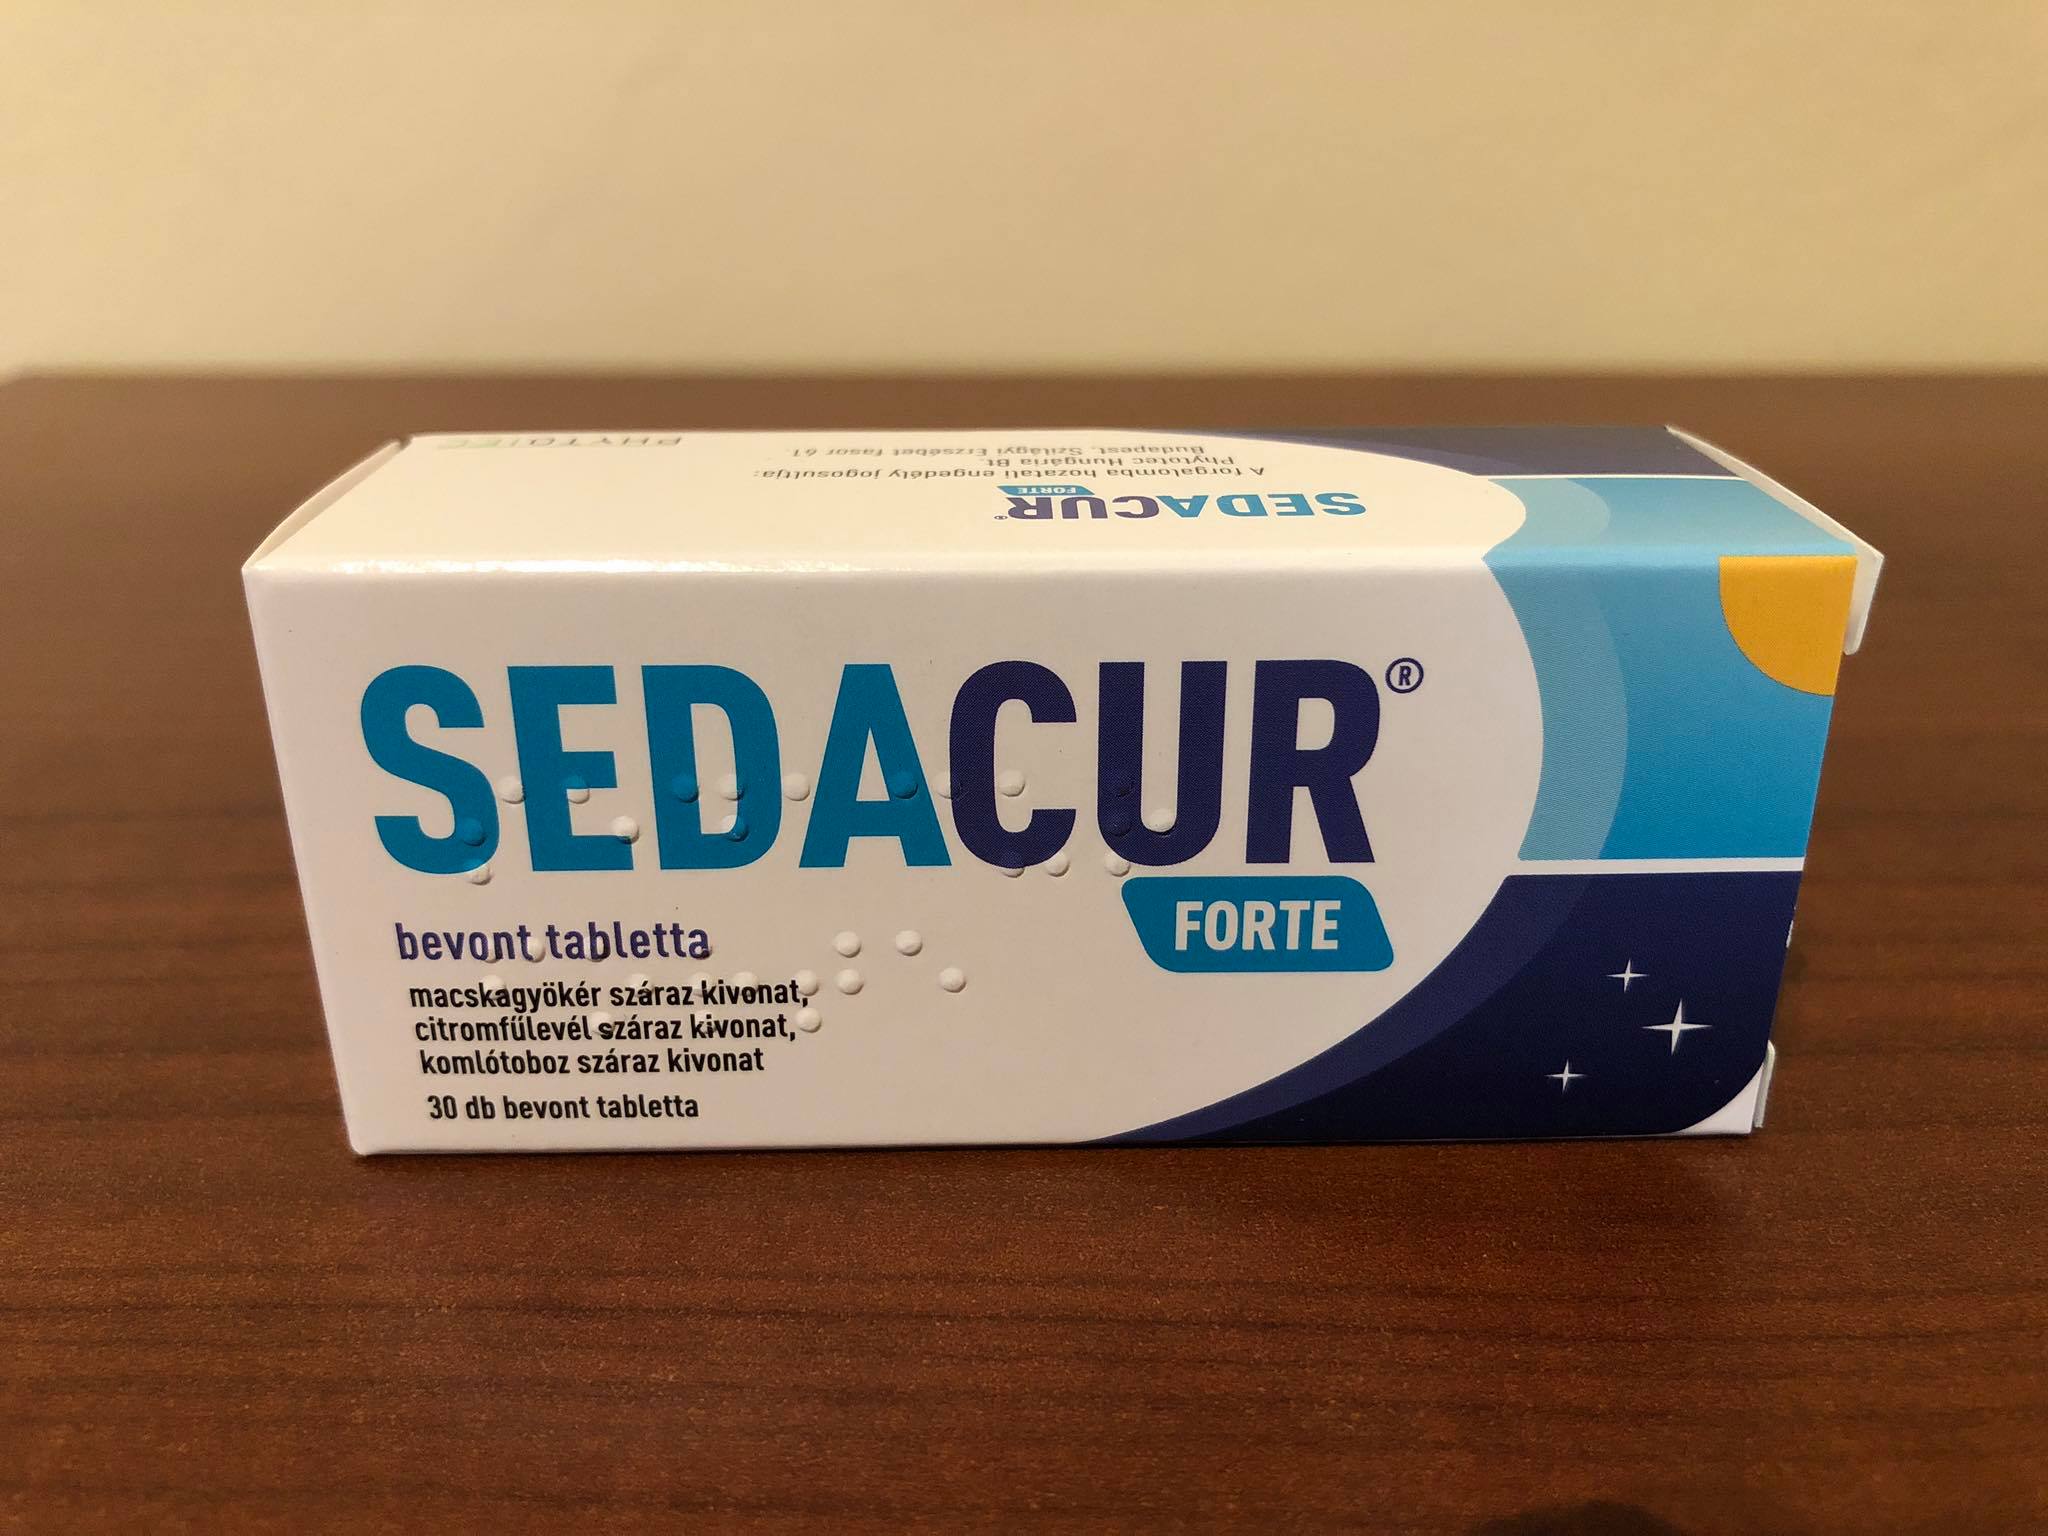 PHYTOTEC
A forgalomba hozatali engedély jogosultja:
Phytotec Hungária Bt.
Budapest, Szilágyi Erzsébet fasor 61.
SEDACUR®
FORTE
SEDACUR®
FORTE
bevont tabletta
macskagyökér száraz kivonat,
citromfűlevél száraz kivonat,
komlótoboz száraz kivonat
30 db bevont tabletta